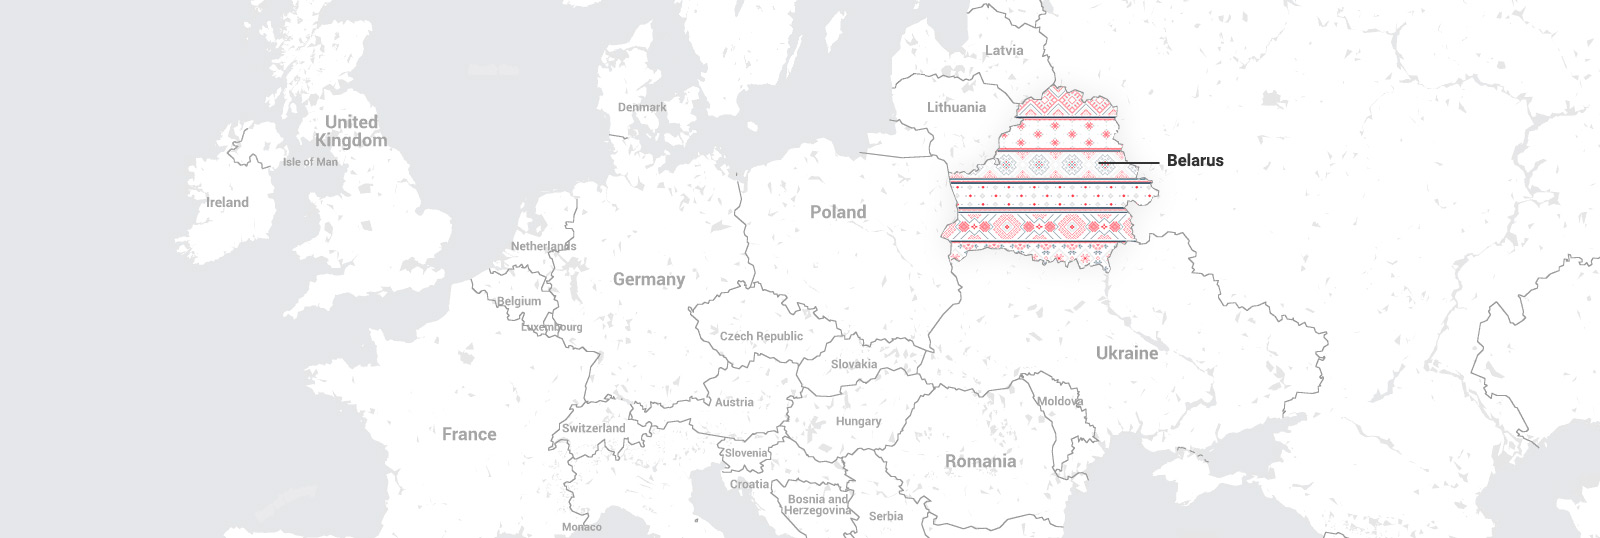 Latvia
Denmark
Lithuania
United
Kingdom
Isle of Man
Belarus
Ireland
Poland
Netherlands
Germany
Belgium
Luxembourg
Czech Republic
Ukraine
Slovakia
Austria
Moldova
Hungary
Switzerland
France
Slovenia
Romania
Croatia
Bosnia and
Herzegovina
Serbia
Monaco